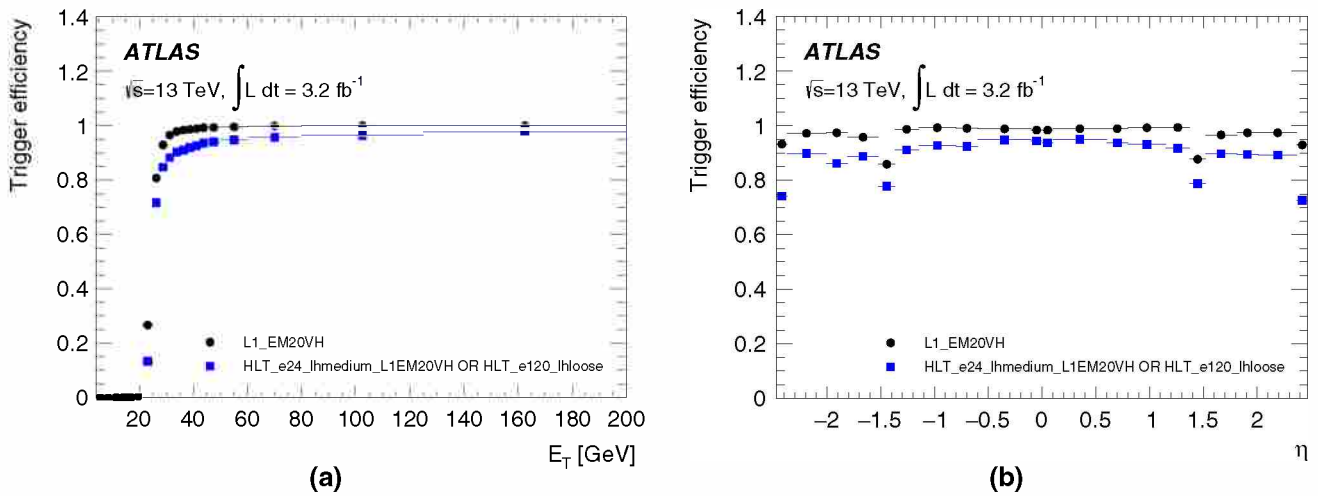 Trigger efficiency
1.4
1.2
1
0.8
0.6
0.4
0.2
0
ATLAS
√s=13 TeV, ∫L dt = 3.2 fb⁻¹
L1_EM20VH
HLT_e24_lhmedium_L1EM20VH OR HLT_e120_lhloose
20 40 60 80 100 120 140 160 180 200
E_T [GeV]
(a)
Trigger efficiency
1.4
1.2
1
0.8
0.6
0.4
0.2
0
ATLAS
√s=13 TeV, ∫L dt = 3.2 fb⁻¹
L1_EM20VH
HLT_e24_lhmedium_L1EM20VH OR HLT_e120_lhloose
−2 −1.5 −1 −0.5 0 0.5 1 1.5 2
η
(b)